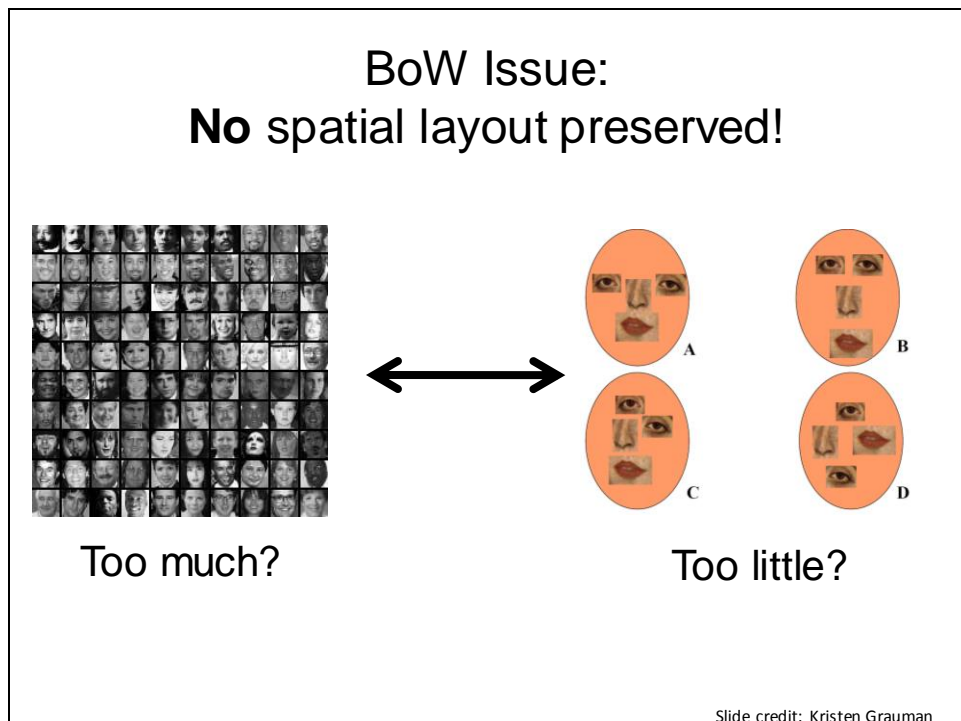 BoW Issue:
No spatial layout preserved!
A
B
C
D
Too much?
Too little?
Slide credit: Kristen Grauman